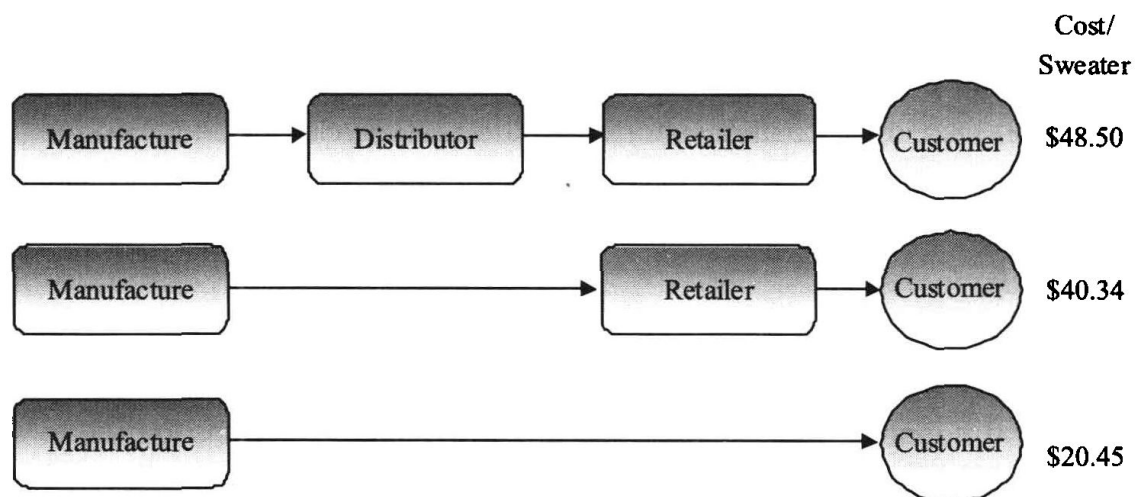 Cost/
Sweater
Manufacture Distributor Retailer Customer $48.50
Manufacture Retailer Customer $40.34
Manufacture Customer $20.45